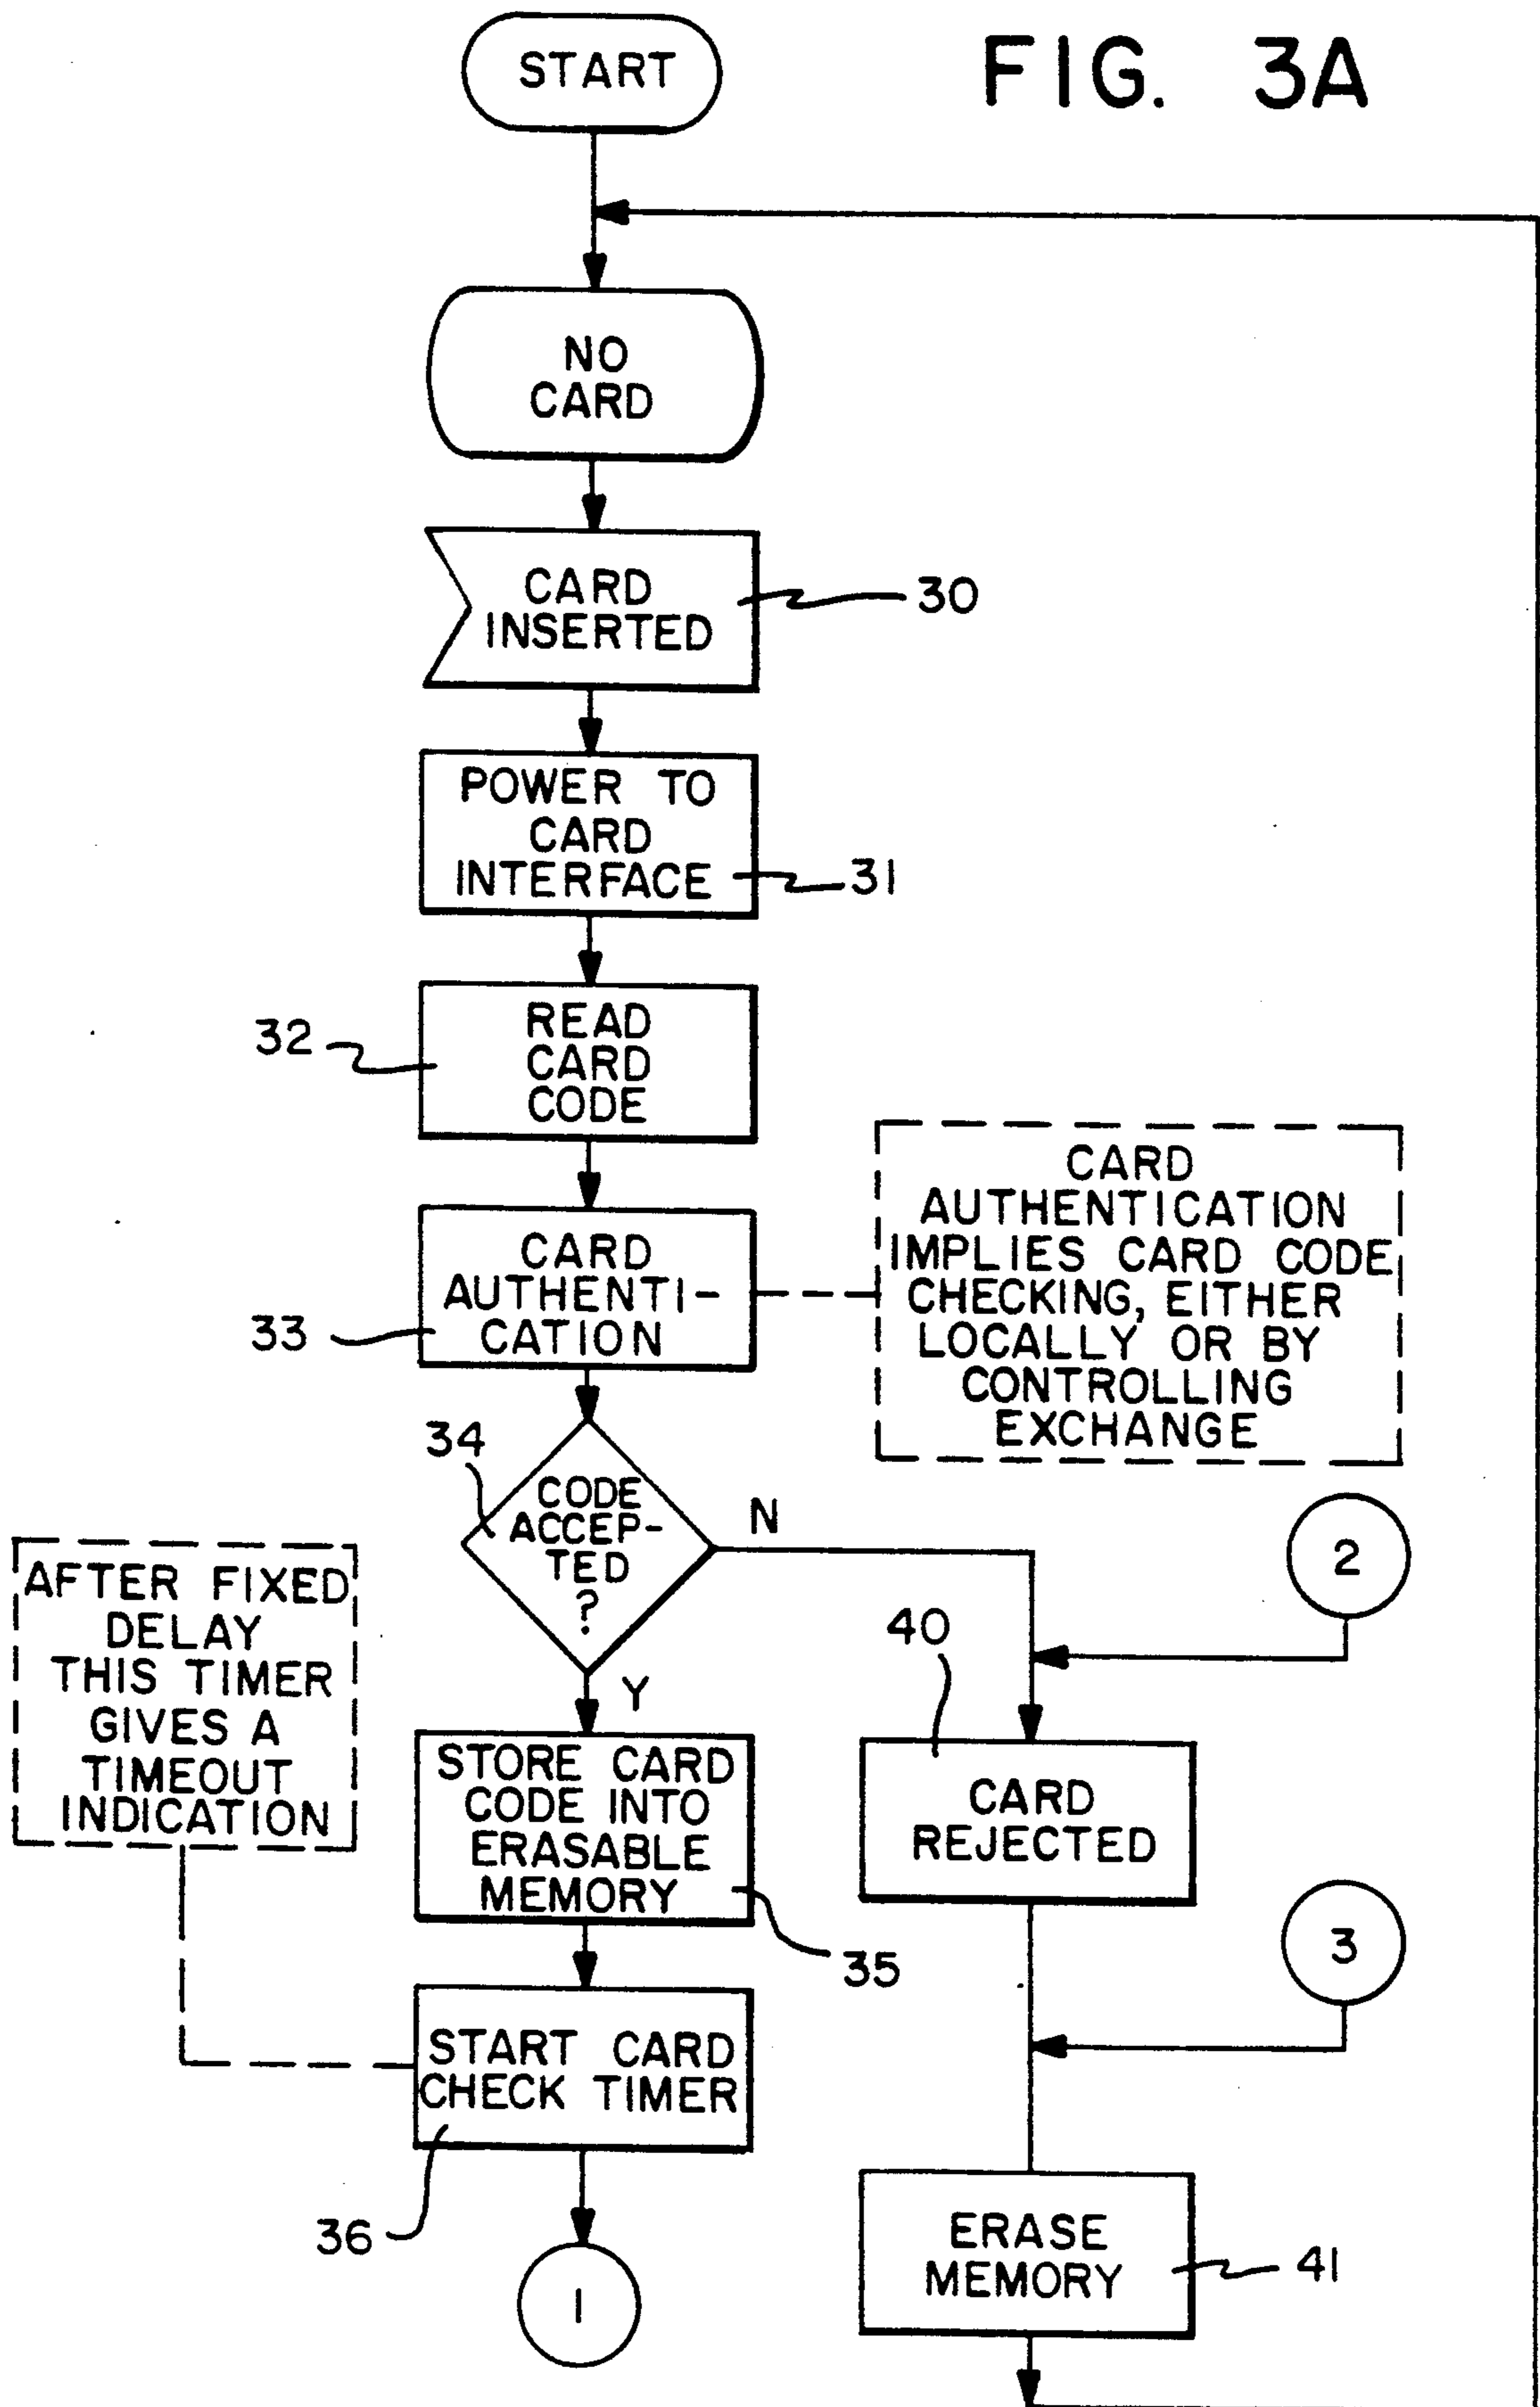 FIG. 3A
START
NO
CARD
CARD
INSERTED
30
POWER TO
CARD
INTERFACE
31
READ
CARD
CODE
32
CARD
AUTHENTI-
CATION
33
CARD
AUTHENTICATION
IMPLIES CARD CODE
CHECKING, EITHER
LOCALLY OR BY
CONTROLLING
EXCHANGE
34
CODE
ACCEP-
TED
?
N
Y
2
AFTER FIXED
DELAY
THIS TIMER
GIVES A
TIMEOUT
INDICATION
40
STORE CARD
CODE INTO
ERASABLE
MEMORY
35
CARD
REJECTED
3
START CARD
CHECK TIMER
36
1
ERASE
MEMORY
41